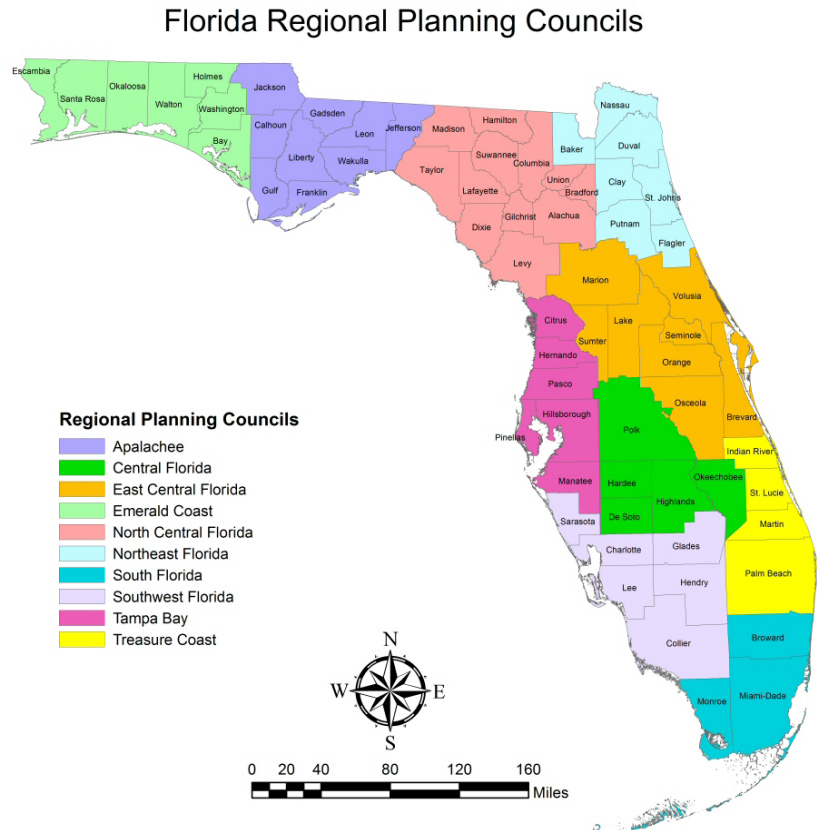 Florida Regional Planning Councils
Escambia
Santa Rosa
Okaloosa
Walton
Holmes
Washington
Bay
Jackson
Calhoun
Gulf
Liberty
Gadsden
Franklin
Leon
Wakulla
Jefferson
Madison
Taylor
Hamilton
Suwannee
Lafayette
Dixie
Columbia
Gilchrist
Levy
Union
Bradford
Alachua
Baker
Nassau
Duval
Clay
St. Johns
Putnam
Flagler
Marion
Volusia
Citrus
Sumter
Lake
Seminole
Orange
Hernando
Pasco
Osceola
Brevard
Hillsborough
Pinellas
Polk
Indian River
Manatee
Hardee
Okeechobee
St. Lucie
Highlands
De Soto
Sarasota
Martin
Charlotte
Glades
Palm Beach
Lee
Hendry
Collier
Broward
Monroe
Miami-Dade
Regional Planning Councils
Apalachee
Central Florida
East Central Florida
Emerald Coast
North Central Florida
Northeast Florida
South Florida
Southwest Florida
Tampa Bay
Treasure Coast
N
W
E
S
0 20 40 80 120 160
Miles